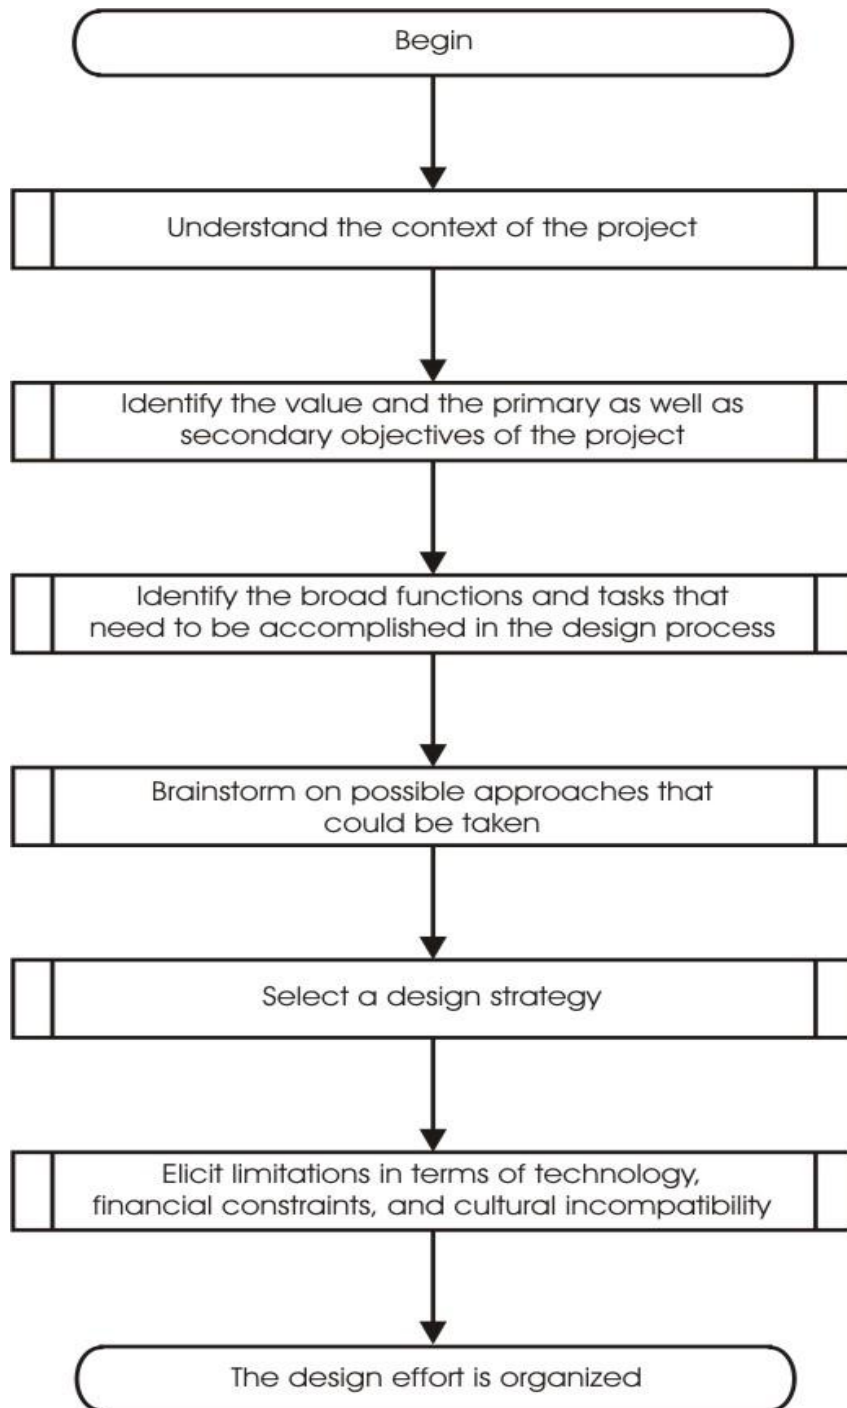 Begin
Understand the context of the project
Identify the value and the primary as well as
secondary objectives of the project
Identify the broad functions and tasks that
need to be accomplished in the design process
Brainstorm on possible approaches that
could be taken
Select a design strategy
Elicit limitations in terms of technology,
financial constraints, and cultural incompatibility
The design effort is organized